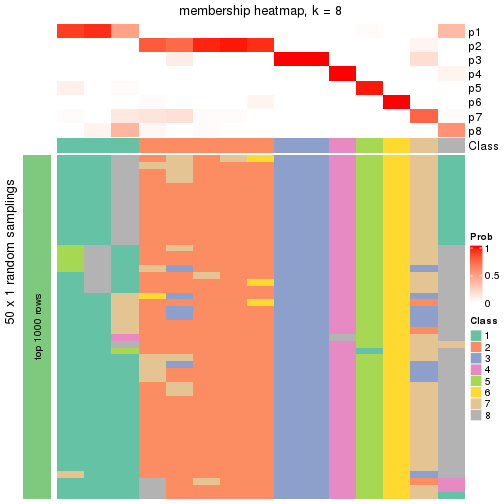 membership heatmap, k = 8
p1
p2
p3
p4
p5
p6
p7
p8
Class
50 x 1 random samplings
top 1000 rows
Prob
1
0.5
0
Class
1
2
3
4
5
6
7
8